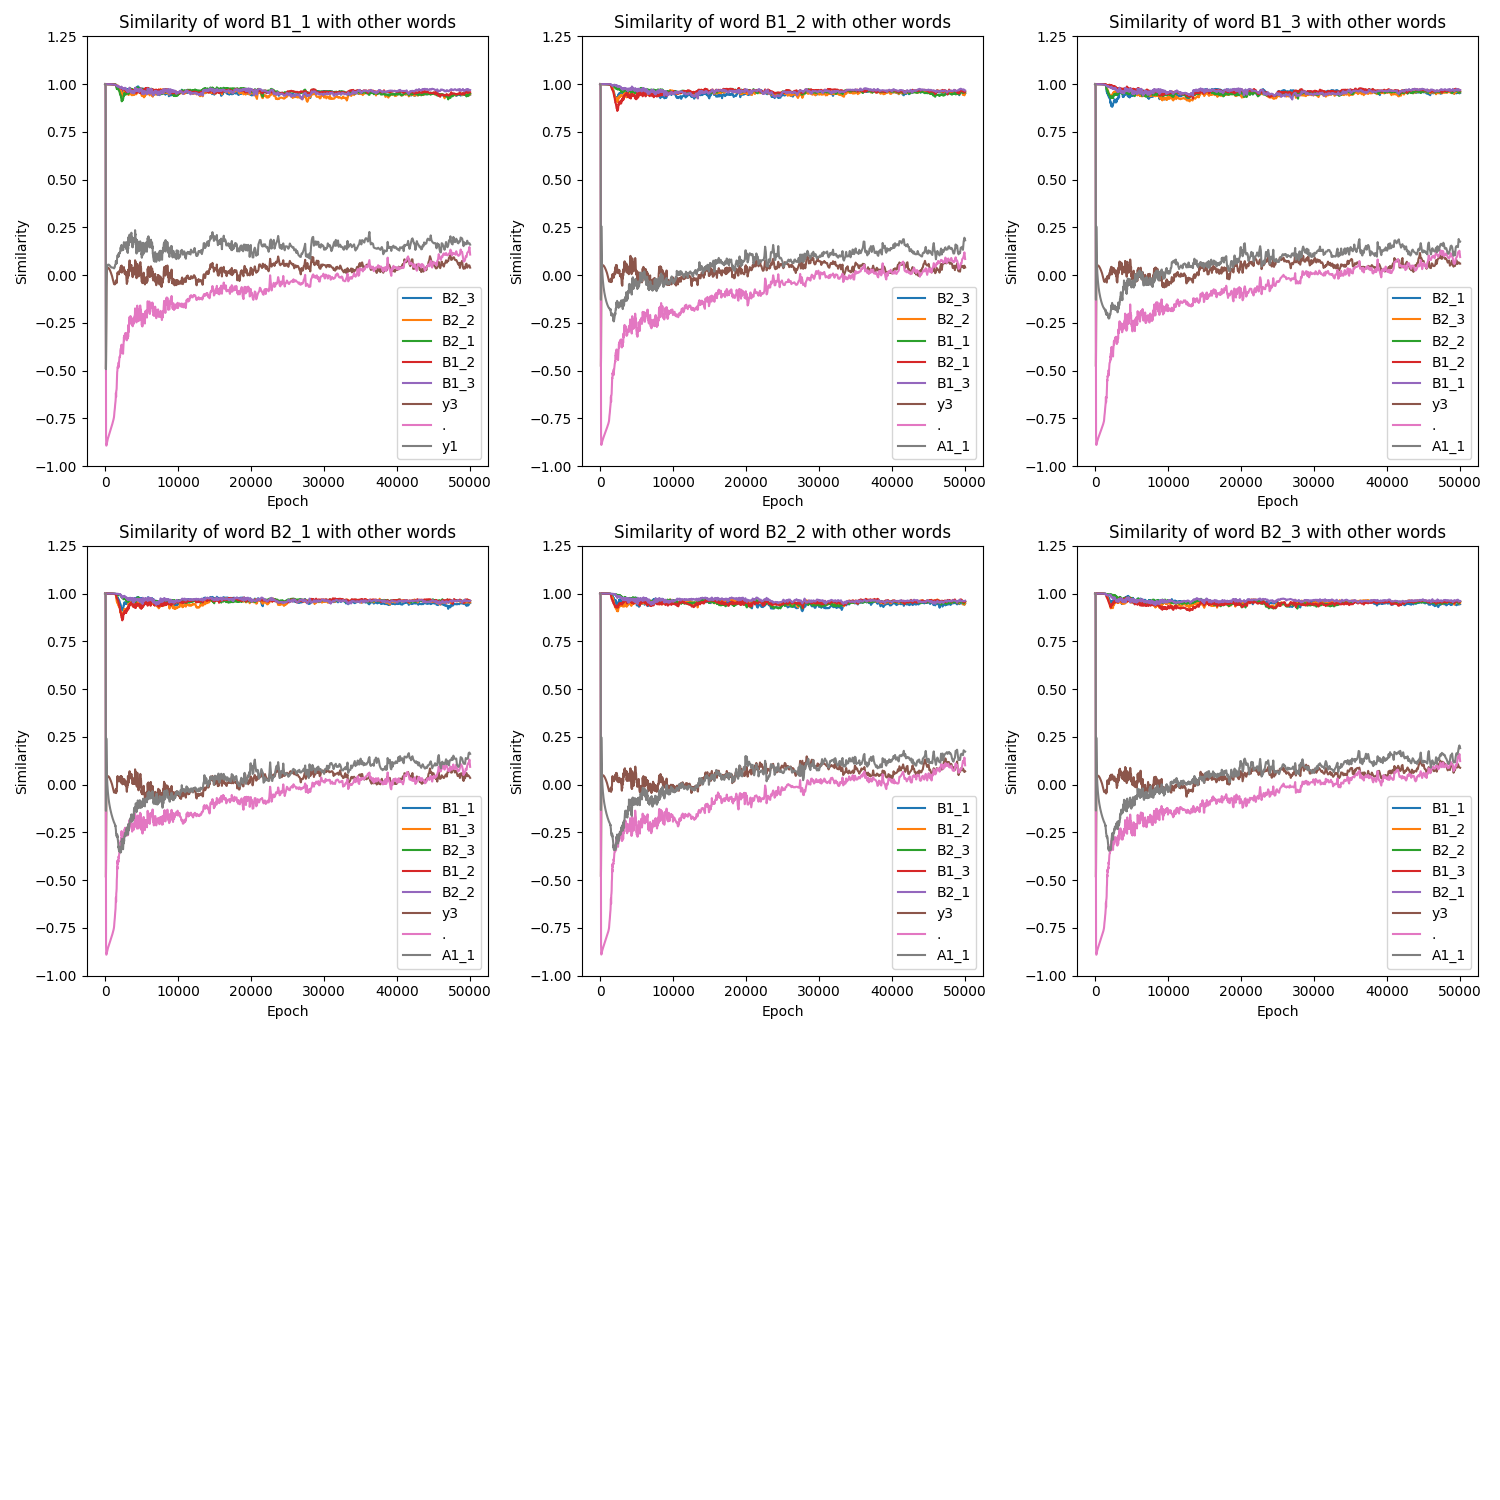 Similarity of word B1_1 with other words
1.25
1.00
0.75
0.50
0.25
0.00
−0.25
−0.50
−0.75
−1.00
Similarity
0 10000 20000 30000 40000 50000
Epoch
B2_3
B2_2
B2_1
B1_2
B1_3
y3
.
y1
Similarity of word B1_2 with other words
1.25
1.00
0.75
0.50
0.25
0.00
−0.25
−0.50
−0.75
−1.00
Similarity
0 10000 20000 30000 40000 50000
Epoch
B2_3
B2_2
B1_1
B2_1
B1_3
y3
.
A1_1
Similarity of word B1_3 with other words
1.25
1.00
0.75
0.50
0.25
0.00
−0.25
−0.50
−0.75
−1.00
Similarity
0 10000 20000 30000 40000 50000
Epoch
B2_1
B2_3
B2_2
B1_2
B1_1
y3
.
A1_1
Similarity of word B2_1 with other words
1.25
1.00
0.75
0.50
0.25
0.00
−0.25
−0.50
−0.75
−1.00
Similarity
0 10000 20000 30000 40000 50000
Epoch
B1_1
B1_3
B2_3
B1_2
B2_2
y3
.
A1_1
Similarity of word B2_2 with other words
1.25
1.00
0.75
0.50
0.25
0.00
−0.25
−0.50
−0.75
−1.00
Similarity
0 10000 20000 30000 40000 50000
Epoch
B1_1
B1_2
B2_3
B1_3
B2_1
y3
.
A1_1
Similarity of word B2_3 with other words
1.25
1.00
0.75
0.50
0.25
0.00
−0.25
−0.50
−0.75
−1.00
Similarity
0 10000 20000 30000 40000 50000
Epoch
B1_1
B1_2
B2_2
B1_3
B2_1
y3
.
A1_1